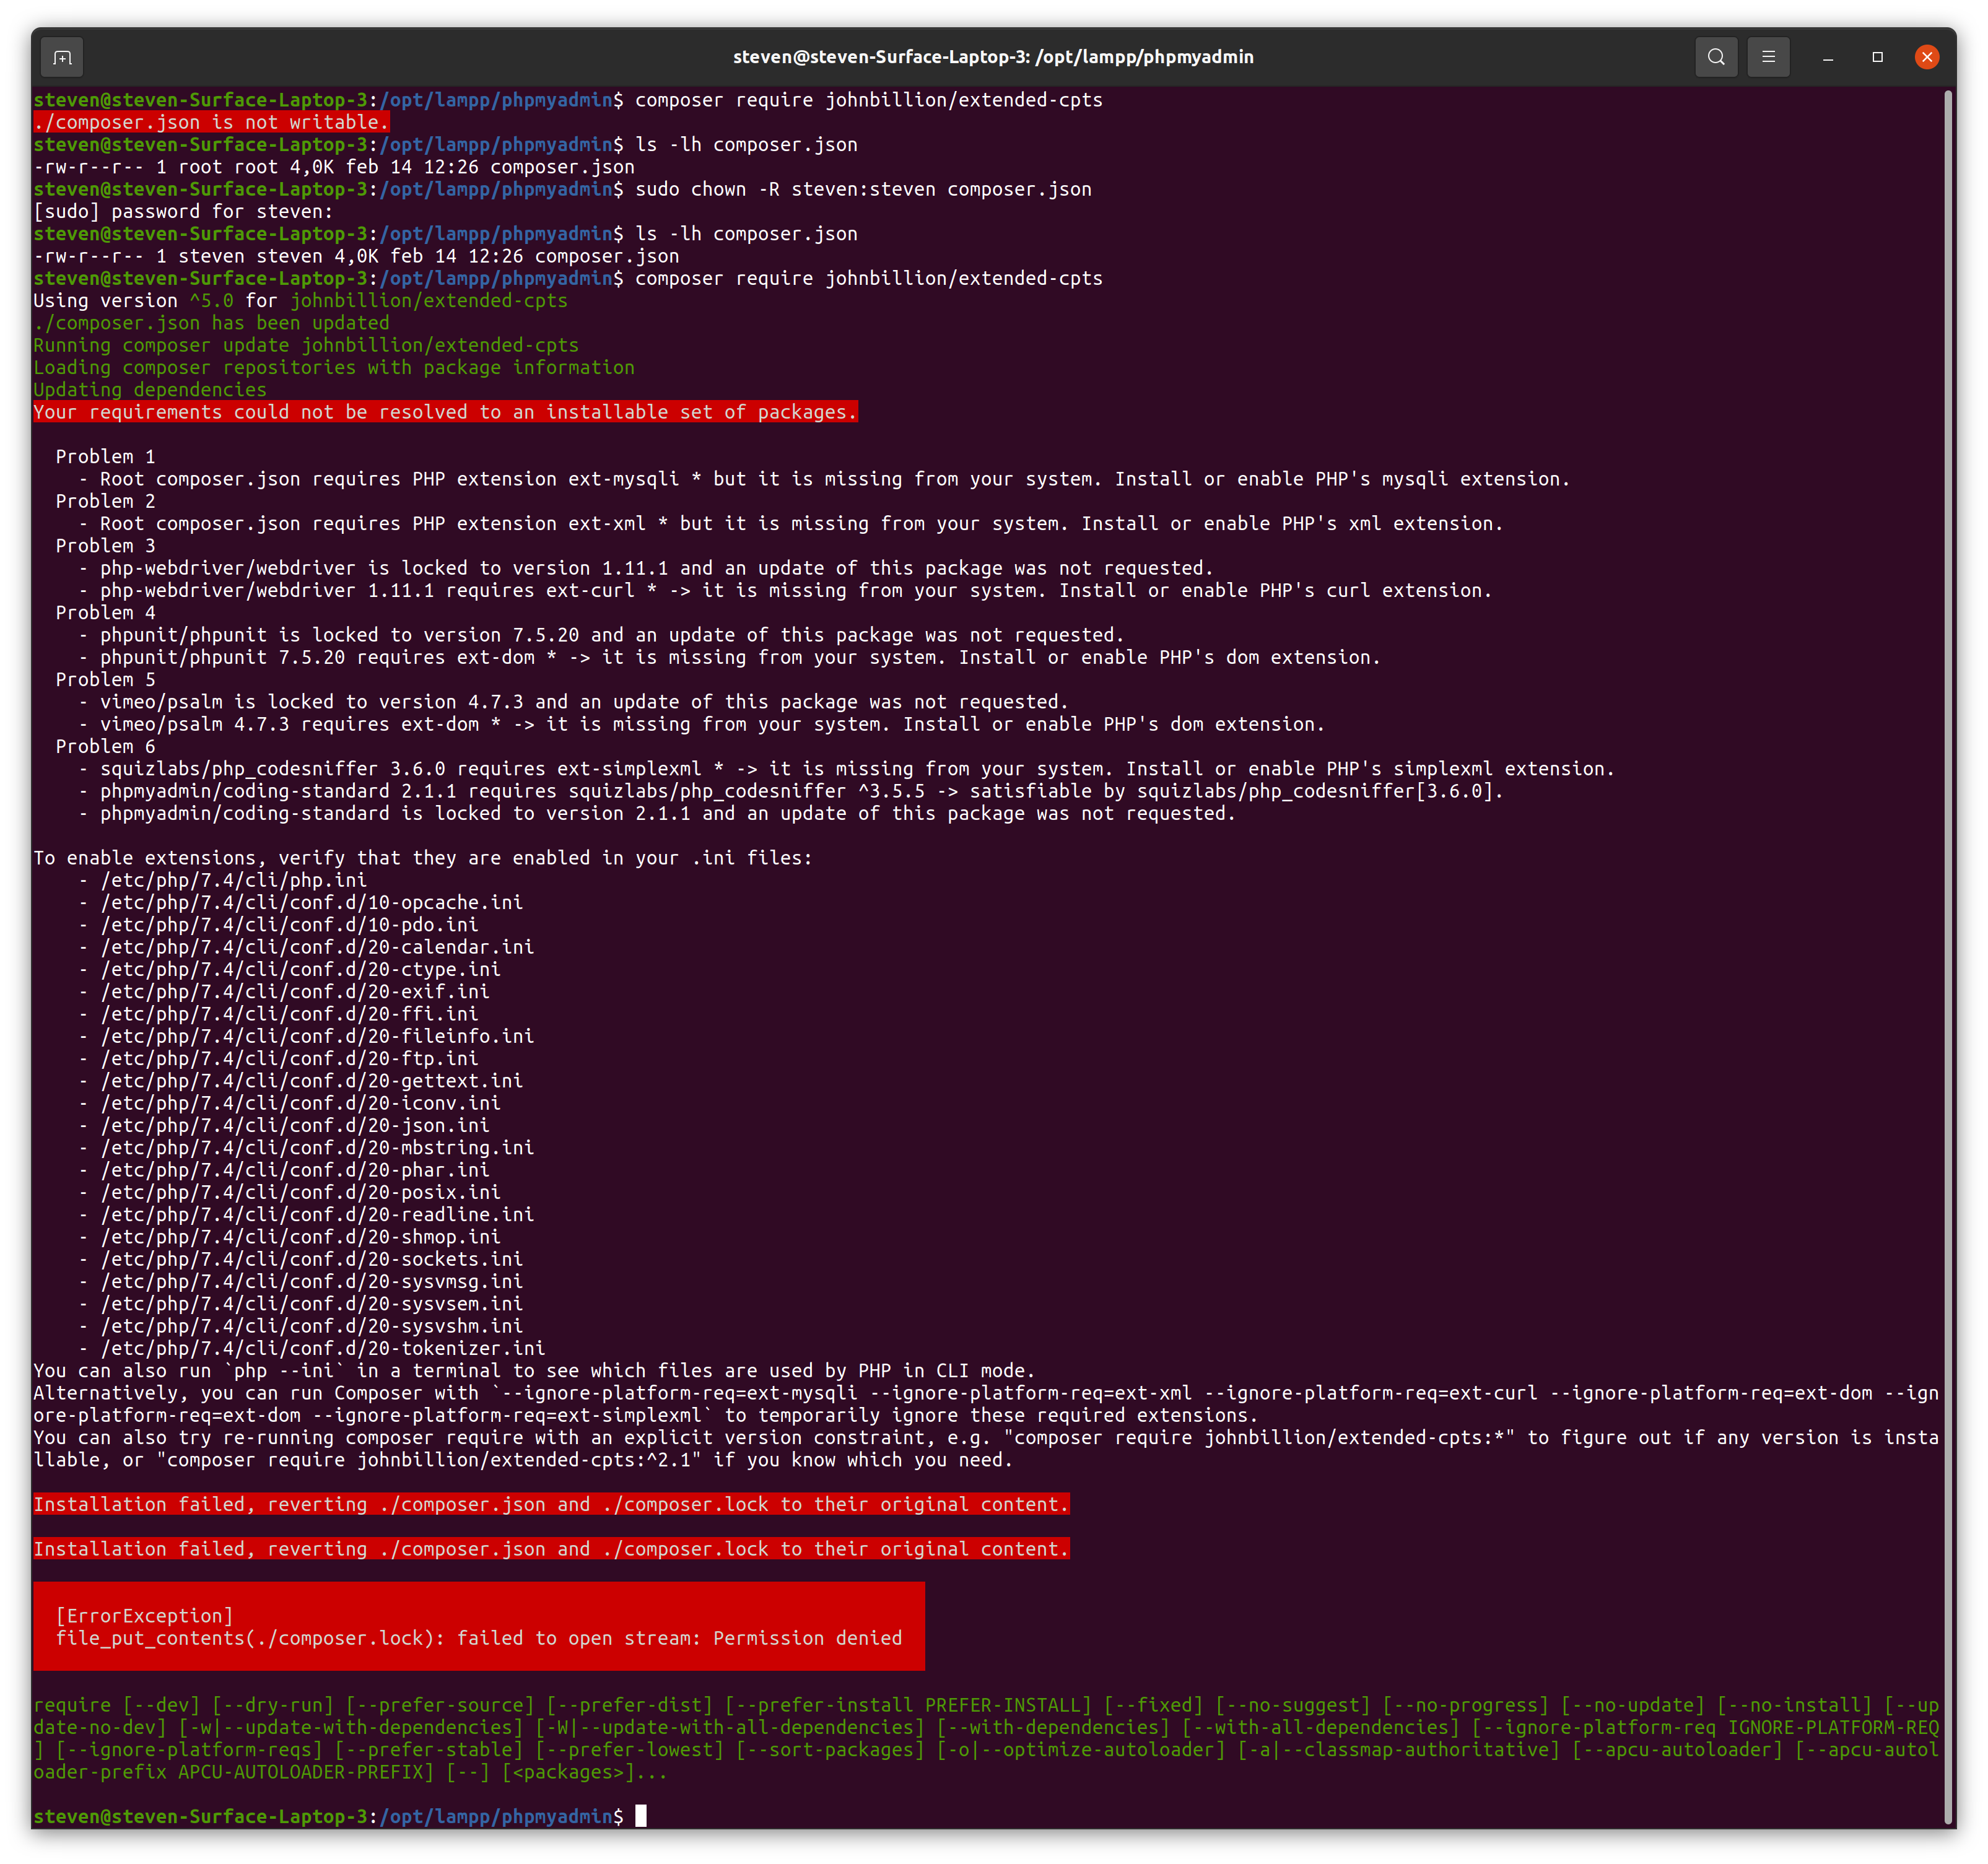 steven@steven-Surface-Laptop-3: /opt/lampp/phpmyadmin
steven@steven-Surface-Laptop-3:/opt/lampp/phpmyadmin$ composer require johnbillion/extended-cpts
./composer.json is not writable.
steven@steven-Surface-Laptop-3:/opt/lampp/phpmyadmin$ ls -lh composer.json
-rw-r--r-- 1 root root 4,0K feb 14 12:26 composer.json
steven@steven-Surface-Laptop-3:/opt/lampp/phpmyadmin$ sudo chown -R steven:steven composer.json
[sudo] password for steven:
steven@steven-Surface-Laptop-3:/opt/lampp/phpmyadmin$ ls -lh composer.json
-rw-r--r-- 1 steven steven 4,0K feb 14 12:26 composer.json
steven@steven-Surface-Laptop-3:/opt/lampp/phpmyadmin$ composer require johnbillion/extended-cpts
Using version ^5.0 for johnbillion/extended-cpts
./composer.json has been updated
Running composer update johnbillion/extended-cpts
Loading composer repositories with package information
Updating dependencies
Your requirements could not be resolved to an installable set of packages.
  Problem 1
    - Root composer.json requires PHP extension ext-mysqli * but it is missing from your system. Install or enable PHP's mysqli extension.
  Problem 2
    - Root composer.json requires PHP extension ext-xml * but it is missing from your system. Install or enable PHP's xml extension.
  Problem 3
    - php-webdriver/webdriver is locked to version 1.11.1 and an update of this package was not requested.
    - php-webdriver/webdriver 1.11.1 requires ext-curl * -> it is missing from your system. Install or enable PHP's curl extension.
  Problem 4
    - phpunit/phpunit is locked to version 7.5.20 and an update of this package was not requested.
    - phpunit/phpunit 7.5.20 requires ext-dom * -> it is missing from your system. Install or enable PHP's dom extension.
  Problem 5
    - vimeo/psalm is locked to version 4.7.3 and an update of this package was not requested.
    - vimeo/psalm 4.7.3 requires ext-dom * -> it is missing from your system. Install or enable PHP's dom extension.
  Problem 6
    - squizlabs/php_codesniffer 3.6.0 requires ext-simplexml * -> it is missing from your system. Install or enable PHP's simplexml extension.
    - phpmyadmin/coding-standard 2.1.1 requires squizlabs/php_codesniffer ^3.5.5 -> satisfiable by squizlabs/php_codesniffer[3.6.0].
    - phpmyadmin/coding-standard is locked to version 2.1.1 and an update of this package was not requested.
To enable extensions, verify that they are enabled in your .ini files:
    - /etc/php/7.4/cli/php.ini
    - /etc/php/7.4/cli/conf.d/10-opcache.ini
    - /etc/php/7.4/cli/conf.d/10-pdo.ini
    - /etc/php/7.4/cli/conf.d/20-calendar.ini
    - /etc/php/7.4/cli/conf.d/20-ctype.ini
    - /etc/php/7.4/cli/conf.d/20-exif.ini
    - /etc/php/7.4/cli/conf.d/20-ffi.ini
    - /etc/php/7.4/cli/conf.d/20-fileinfo.ini
    - /etc/php/7.4/cli/conf.d/20-ftp.ini
    - /etc/php/7.4/cli/conf.d/20-gettext.ini
    - /etc/php/7.4/cli/conf.d/20-iconv.ini
    - /etc/php/7.4/cli/conf.d/20-json.ini
    - /etc/php/7.4/cli/conf.d/20-mbstring.ini
    - /etc/php/7.4/cli/conf.d/20-phar.ini
    - /etc/php/7.4/cli/conf.d/20-posix.ini
    - /etc/php/7.4/cli/conf.d/20-readline.ini
    - /etc/php/7.4/cli/conf.d/20-shmop.ini
    - /etc/php/7.4/cli/conf.d/20-sockets.ini
    - /etc/php/7.4/cli/conf.d/20-sysvmsg.ini
    - /etc/php/7.4/cli/conf.d/20-sysvsem.ini
    - /etc/php/7.4/cli/conf.d/20-sysvshm.ini
    - /etc/php/7.4/cli/conf.d/20-tokenizer.ini
You can also run `php --ini` in a terminal to see which files are used by PHP in CLI mode.
Alternatively, you can run Composer with `--ignore-platform-req=ext-mysqli --ignore-platform-req=ext-xml --ignore-platform-req=ext-curl --ignore-platform-req=ext-dom --ign
ore-platform-req=ext-dom --ignore-platform-req=ext-simplexml` to temporarily ignore these required extensions.
You can also try re-running composer require with an explicit version constraint, e.g. "composer require johnbillion/extended-cpts:*" to figure out if any version is insta
llable, or "composer require johnbillion/extended-cpts:^2.1" if you know which you need.
Installation failed, reverting ./composer.json and ./composer.lock to their original content.
Installation failed, reverting ./composer.json and ./composer.lock to their original content.
  [ErrorException]
  file_put_contents(./composer.lock): failed to open stream: Permission denied
require [--dev] [--dry-run] [--prefer-source] [--prefer-dist] [--prefer-install PREFER-INSTALL] [--fixed] [--no-suggest] [--no-progress] [--no-update] [--no-install] [--up
date-no-dev] [-w|--update-with-dependencies] [-W|--update-with-all-dependencies] [--with-dependencies] [--with-all-dependencies] [--ignore-platform-req IGNORE-PLATFORM-REQ
] [--ignore-platform-reqs] [--prefer-stable] [--prefer-lowest] [--sort-packages] [-o|--optimize-autoloader] [-a|--classmap-authoritative] [--apcu-autoloader] [--apcu-autol
oader-prefix APCU-AUTOLOADER-PREFIX] [--] [<packages>]...
steven@steven-Surface-Laptop-3:/opt/lampp/phpmyadmin$